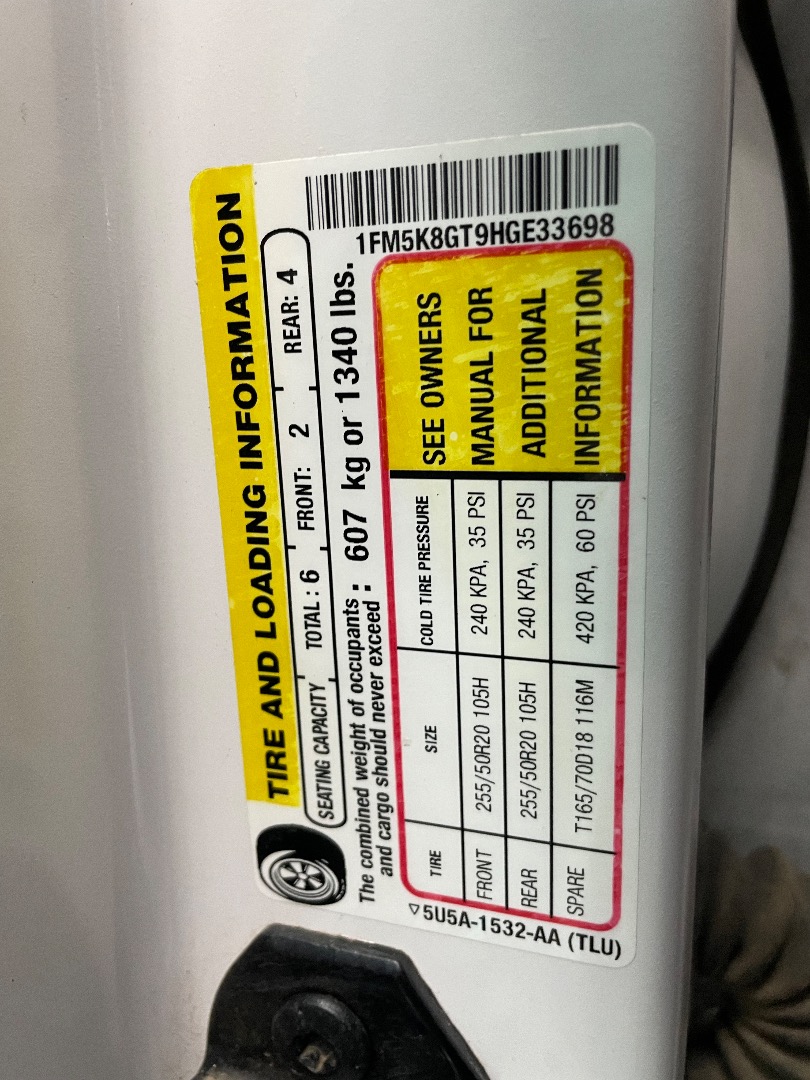 TIRE AND LOADING INFORMATION
SEATING CAPACITY TOTAL : 6 FRONT: 2 REAR: 4
The combined weight of occupants and cargo should never exceed : 607 kg or 1340 lbs.
1FM5K8GT9HGE33698
TIRE SIZE COLD TIRE PRESSURE
FRONT 255/50R20 105H 240 KPA, 35 PSI
REAR 255/50R20 105H 240 KPA, 35 PSI
SPARE T165/70D18 116M 420 KPA, 60 PSI
SEE OWNERS
MANUAL FOR
ADDITIONAL
INFORMATION
5U5A-1532-AA (TLU)